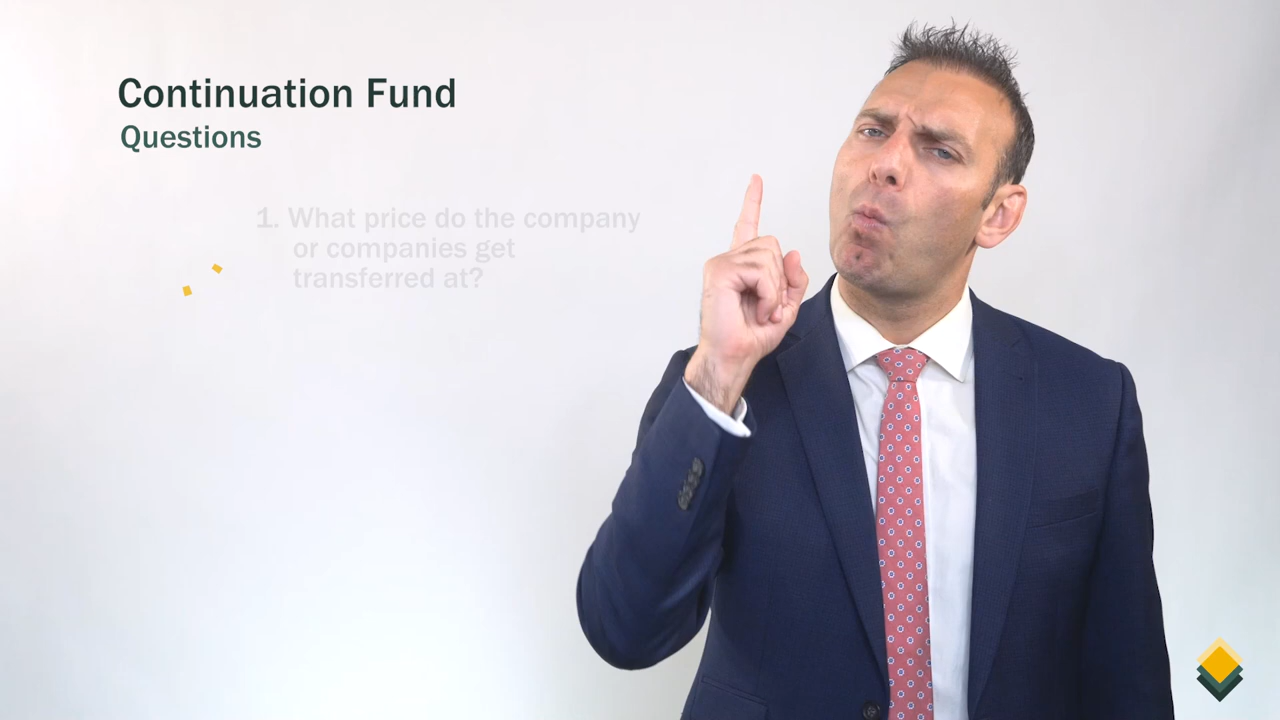 Continuation Fund
Questions
1. What price do the company
or companies get
transferred at?